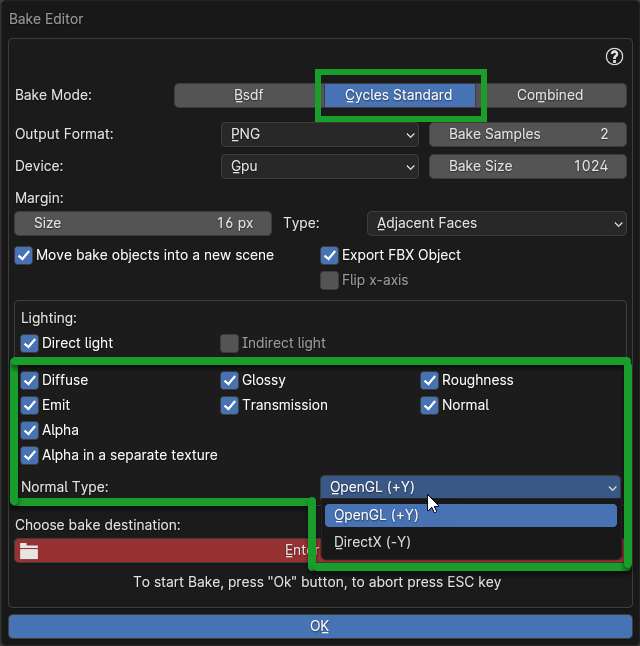 Bake Editor
?
Bake Mode: Bsdf Cycles Standard Combined
Output Format: PNG Bake Samples 2
Device: Gpu Bake Size 1024
Margin:
Size 16 px Type: Adjacent Faces
Move bake objects into a new scene Export FBX Object
Flip x-axis
Lighting:
Direct light Indirect light
Diffuse Glossy Roughness
Emit Transmission Normal
Alpha
Alpha in a separate texture
Normal Type: OpenGL (+Y)
OpenGL (+Y)
Choose bake destination:
DirectX (-Y)
To start Bake, press "Ok" button, to abort press ESC key
OK